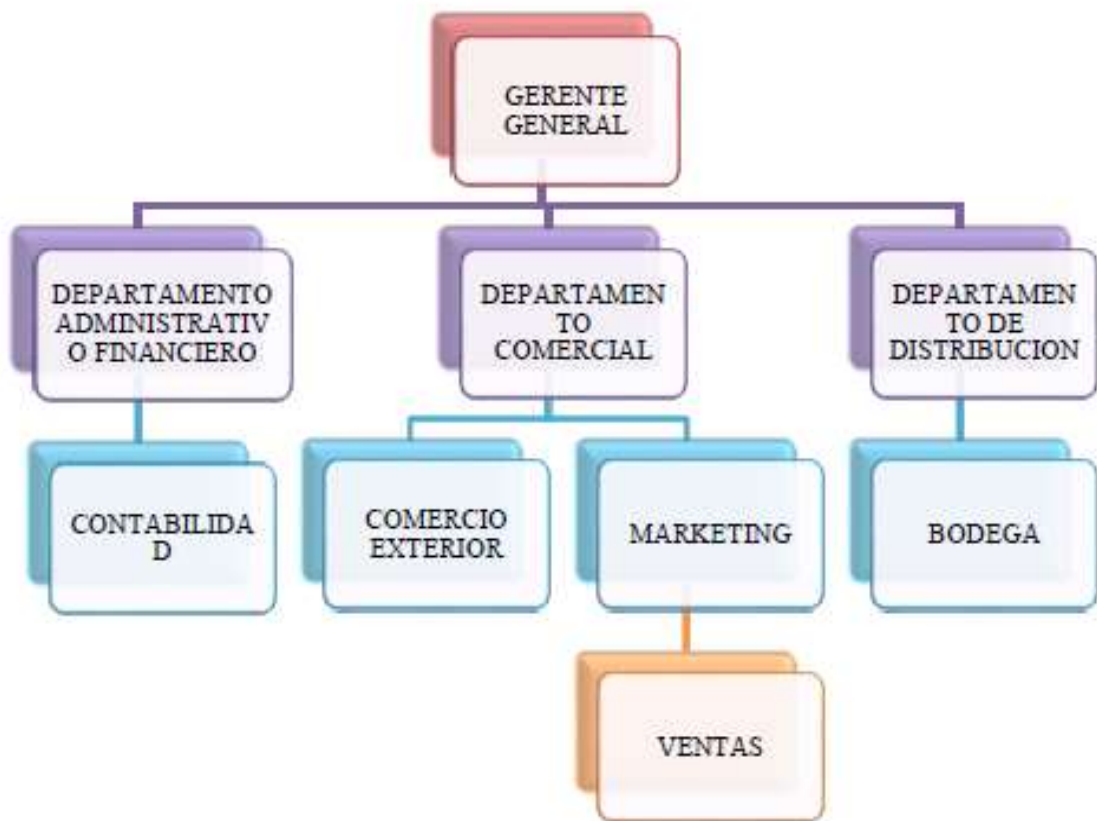 GERENTE
GENERAL
DEPARTAMENTO
ADMINISTRATIV
O FINANCIERO
DEPARTAMEN
TO
COMERCIAL
DEPARTAMEN
TO DE
DISTRIBUCION
CONTABILIDA
D
COMERCIO
EXTERIOR
MARKETING
BODEGA
VENTAS